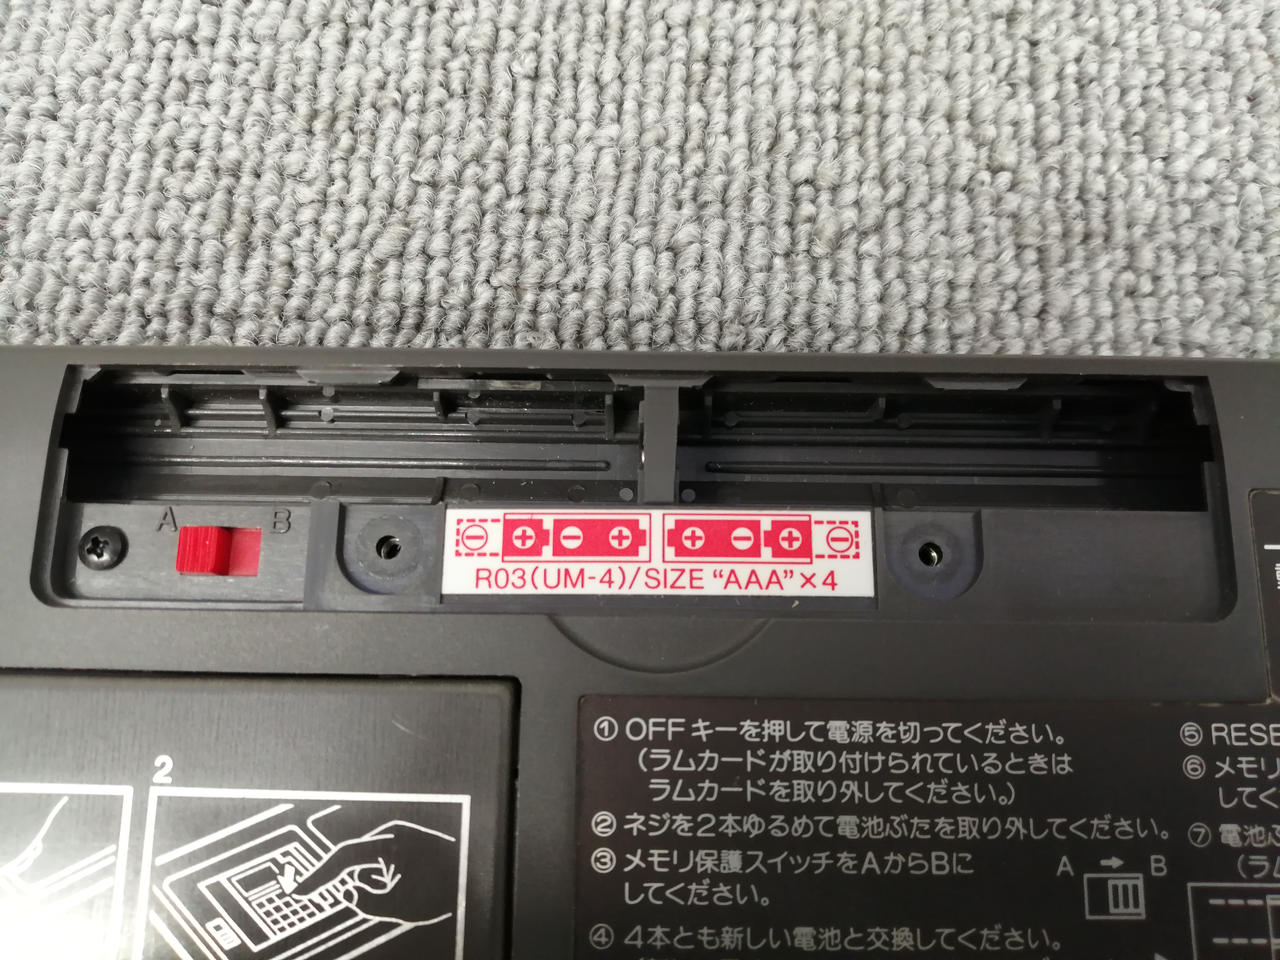 A B
R03(UM-4)/SIZE “AAA”×4
2
① OFF キーを押して電源を切ってください。
(ラムカードが取り付けられているときは
ラムカードを取り外してください。)
② ネジを2本ゆるめて電池ぶたを取り外してください。
③ メモリ保護スイッチをAからBに
してください。
A → B
④ 4本とも新しい電池と交換してください。
⑤ RESE
⑥ メモリ
してく
⑦ 電池ぶ
(ラム